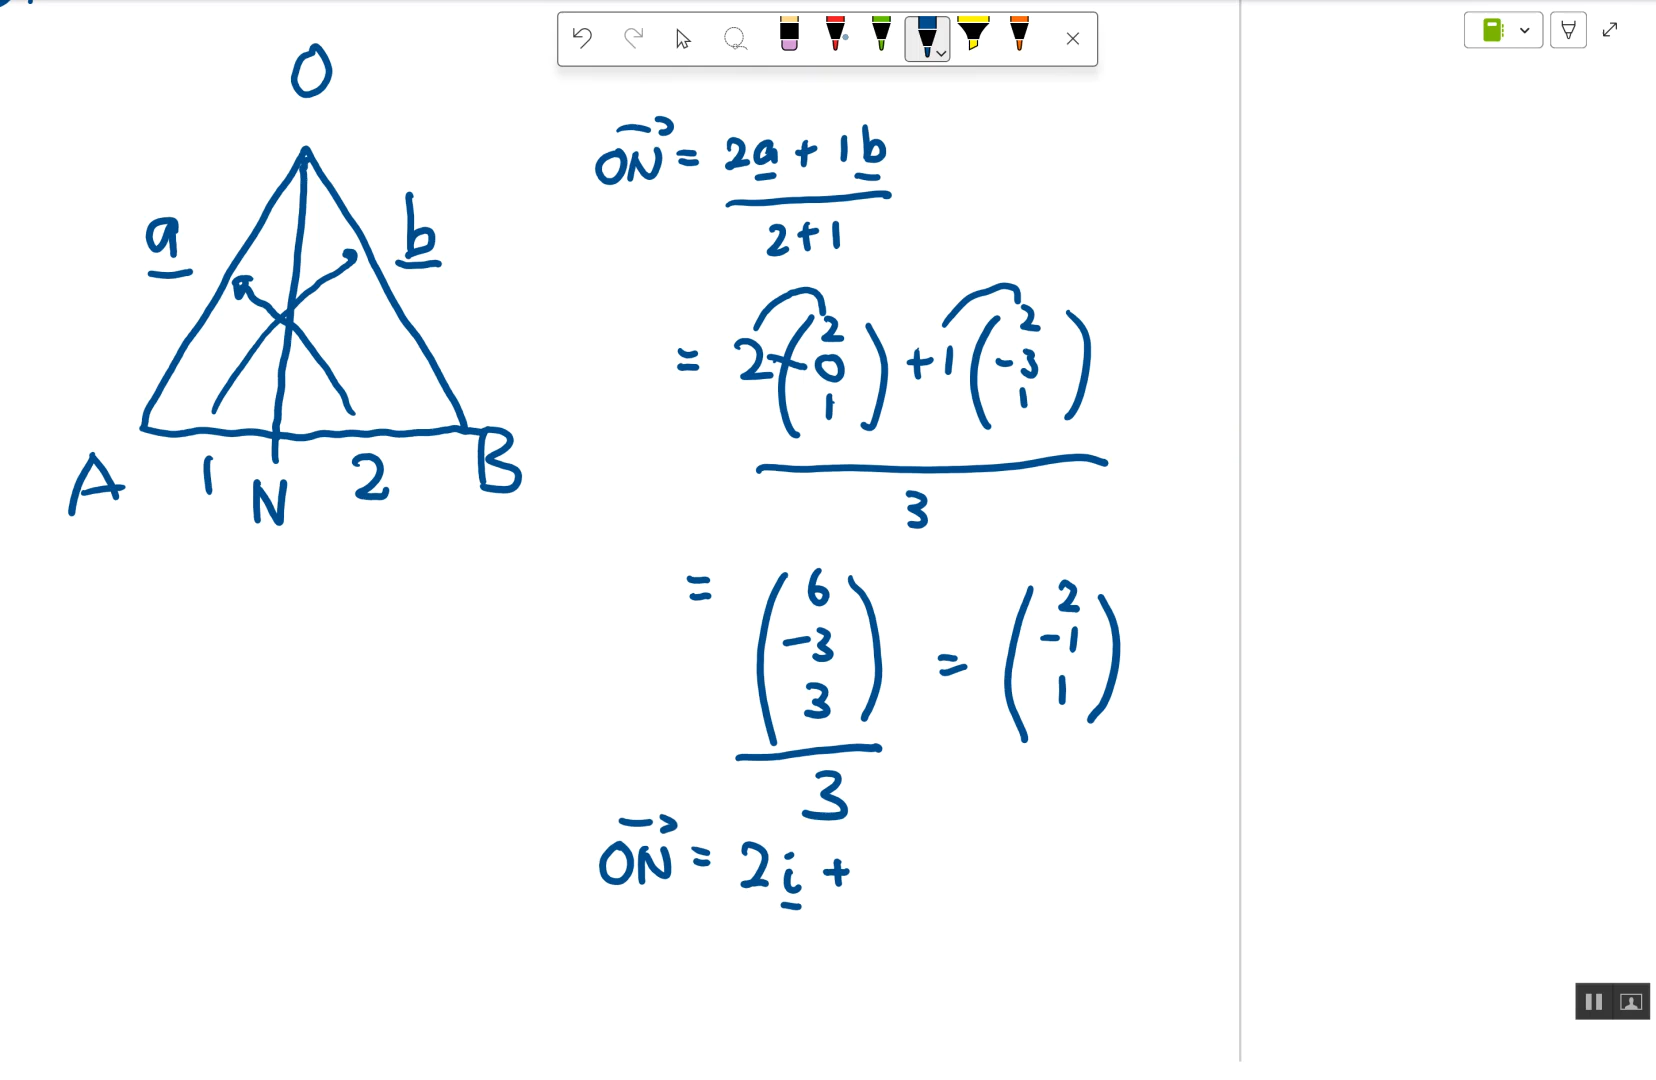 O
a b
A 1 N 2 B
→ON = (2a + 1b) / (2+1)
= (2(2 0 1) + 1(2 -3 1)) / 3
= (6 -3 3) / 3 = (2 -1 1)
→ON = 2i +